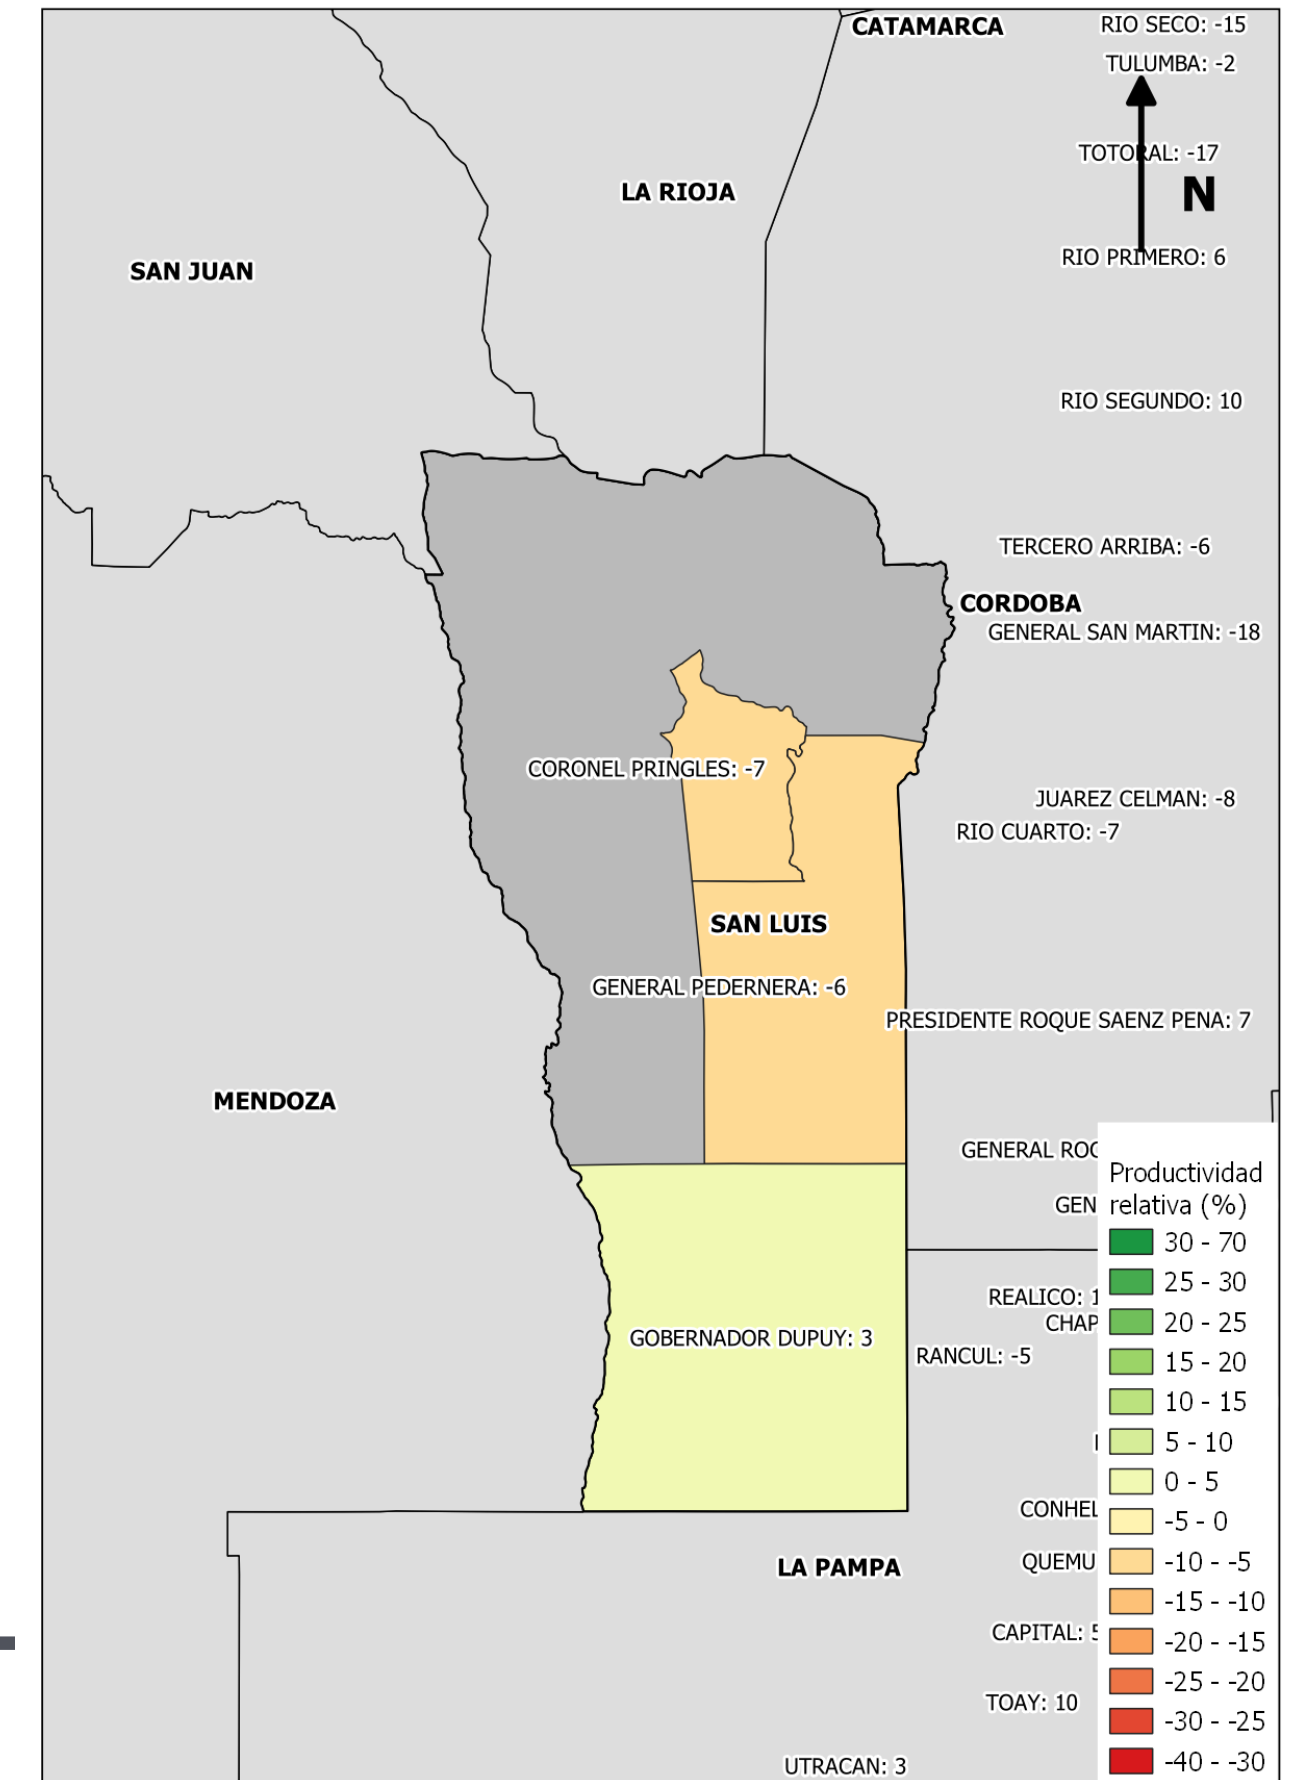 CATAMARCA
RIO SECO: -15
TULUMBA: -2
TOTORAL: -17
LA RIOJA
N
RIO PRIMERO: 6
SAN JUAN
RIO SEGUNDO: 10
TERCERO ARRIBA: -6
CORDOBA
GENERAL SAN MARTIN: -18
CORONEL PRINGLES: -7
JUAREZ CELMAN: -8
RIO CUARTO: -7
SAN LUIS
GENERAL PEDERNERA: -6
PRESIDENTE ROQUE SAENZ PENA: 7
MENDOZA
GENERAL ROC
GEN
REALICO: 1
CHAP
GOBERNADOR DUPUY: 3
RANCUL: -5
CONHEL
QUEMU
LA PAMPA
CAPITAL: 5
TOAY: 10
UTRACAN: 3
Productividad
relativa (%)
30 - 70
25 - 30
20 - 25
15 - 20
10 - 15
5 - 10
0 - 5
-5 - 0
-10 - -5
-15 - -10
-20 - -15
-25 - -20
-30 - -25
-40 - -30